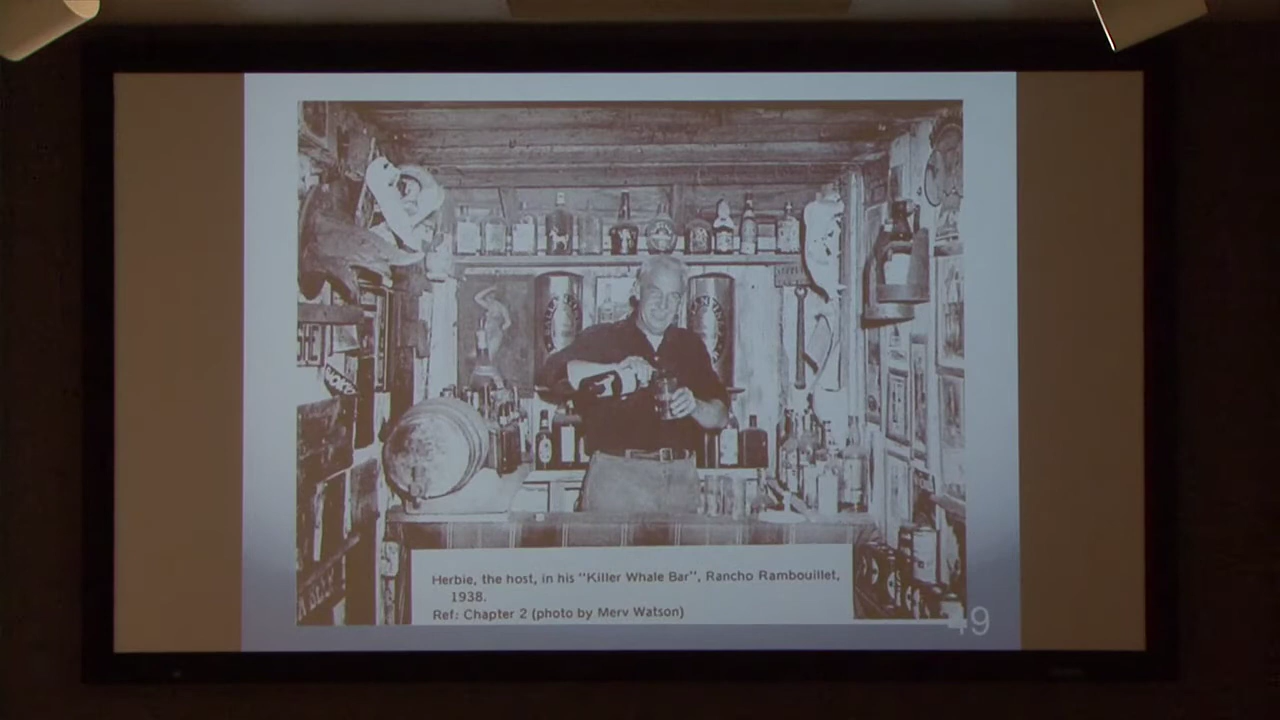 Herbie, the host, in his "Killer Whale Bar", Rancho Rambouillet,
1938.
Ref: Chapter 2 (photo by Merv Watson)
49